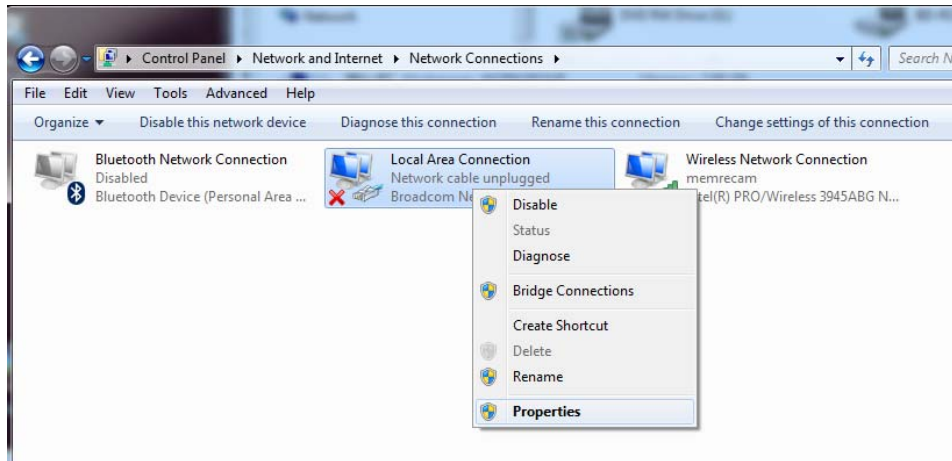 Control Panel ▸ Network and Internet ▸ Network Connections ▸
Search N
File Edit View Tools Advanced Help
Organize Disable this network device Diagnose this connection Rename this connection Change settings of this connection
Bluetooth Network Connection
Disabled
Bluetooth Device (Personal Area ...
Local Area Connection
Network cable unplugged
Broadcom Ne
Wireless Network Connection
memrecam
tel(R) PRO/Wireless 3945ABG N...
Disable
Status
Diagnose
Bridge Connections
Create Shortcut
Delete
Rename
Properties